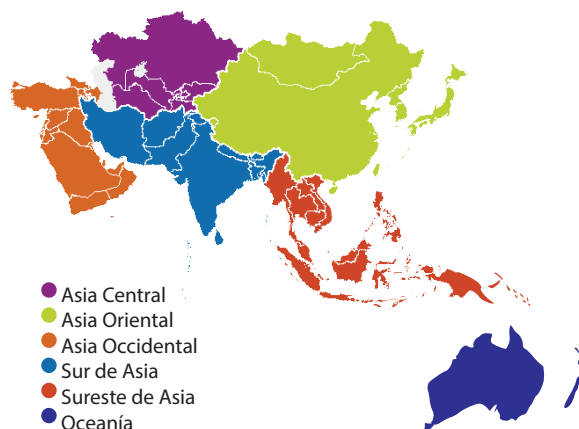 Asia Central
Asia Oriental
Asia Occidental
Sur de Asia
Sureste de Asia
Oceanía